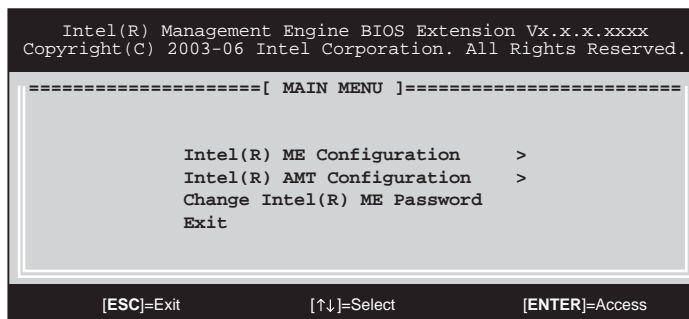 Intel(R) Management Engine BIOS Extension Vx.x.x.xxxx
Copyright(C) 2003-06 Intel Corporation. All Rights Reserved.
=====================[ MAIN MENU ]=========================
Intel(R) ME Configuration >
Intel(R) AMT Configuration >
Change Intel(R) ME Password
Exit
[ESC]=Exit [↑↓]=Select [ENTER]=Access